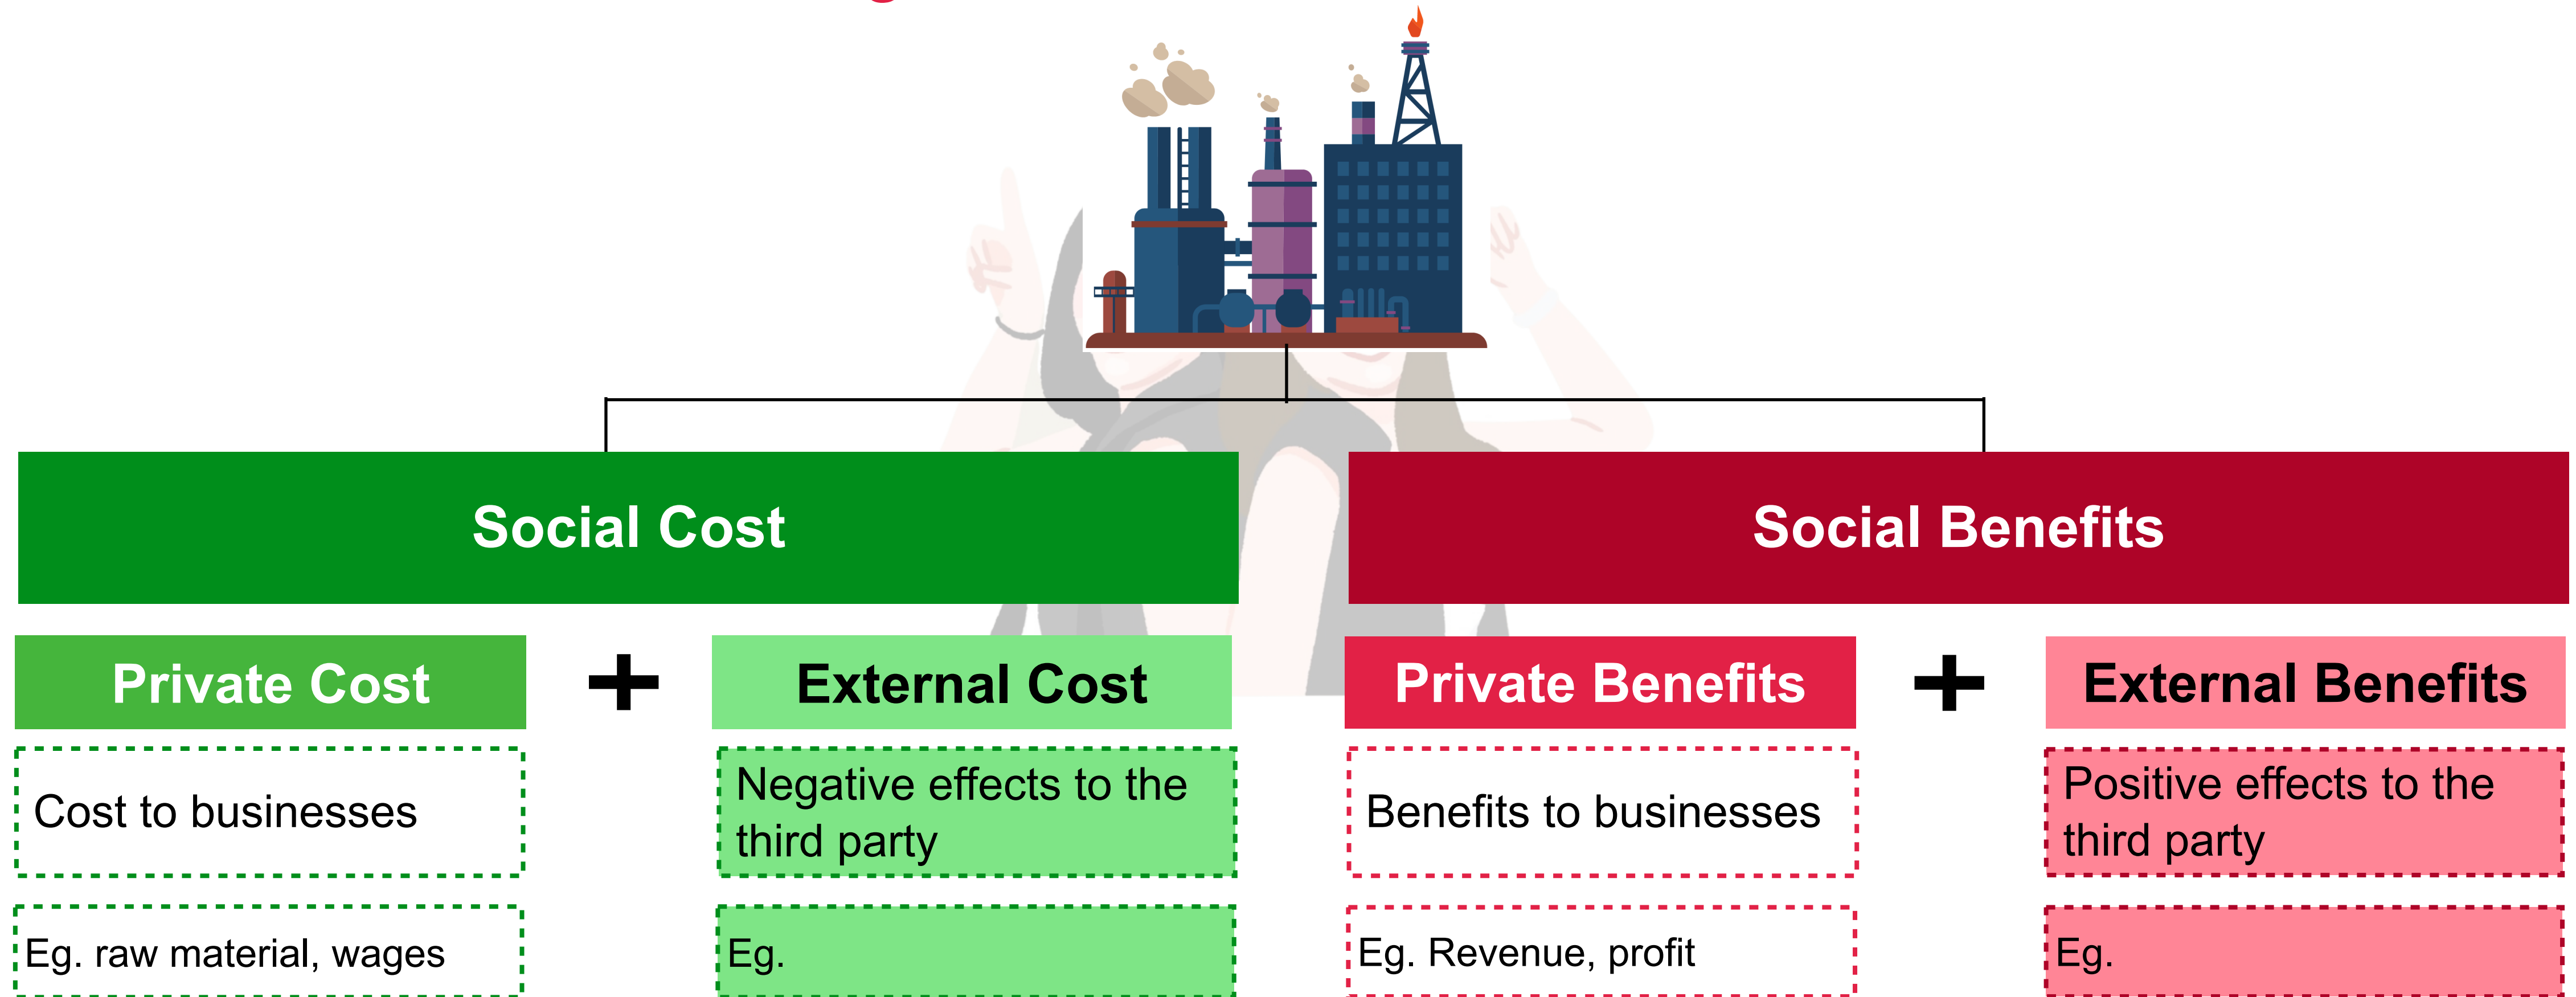 Social Cost
Social Benefits
Private Cost
+
External Cost
Private Benefits
+
External Benefits
Cost to businesses
Negative effects to the
third party
Benefits to businesses
Positive effects to the
third party
Eg. raw material, wages
Eg.
Eg. Revenue, profit
Eg.